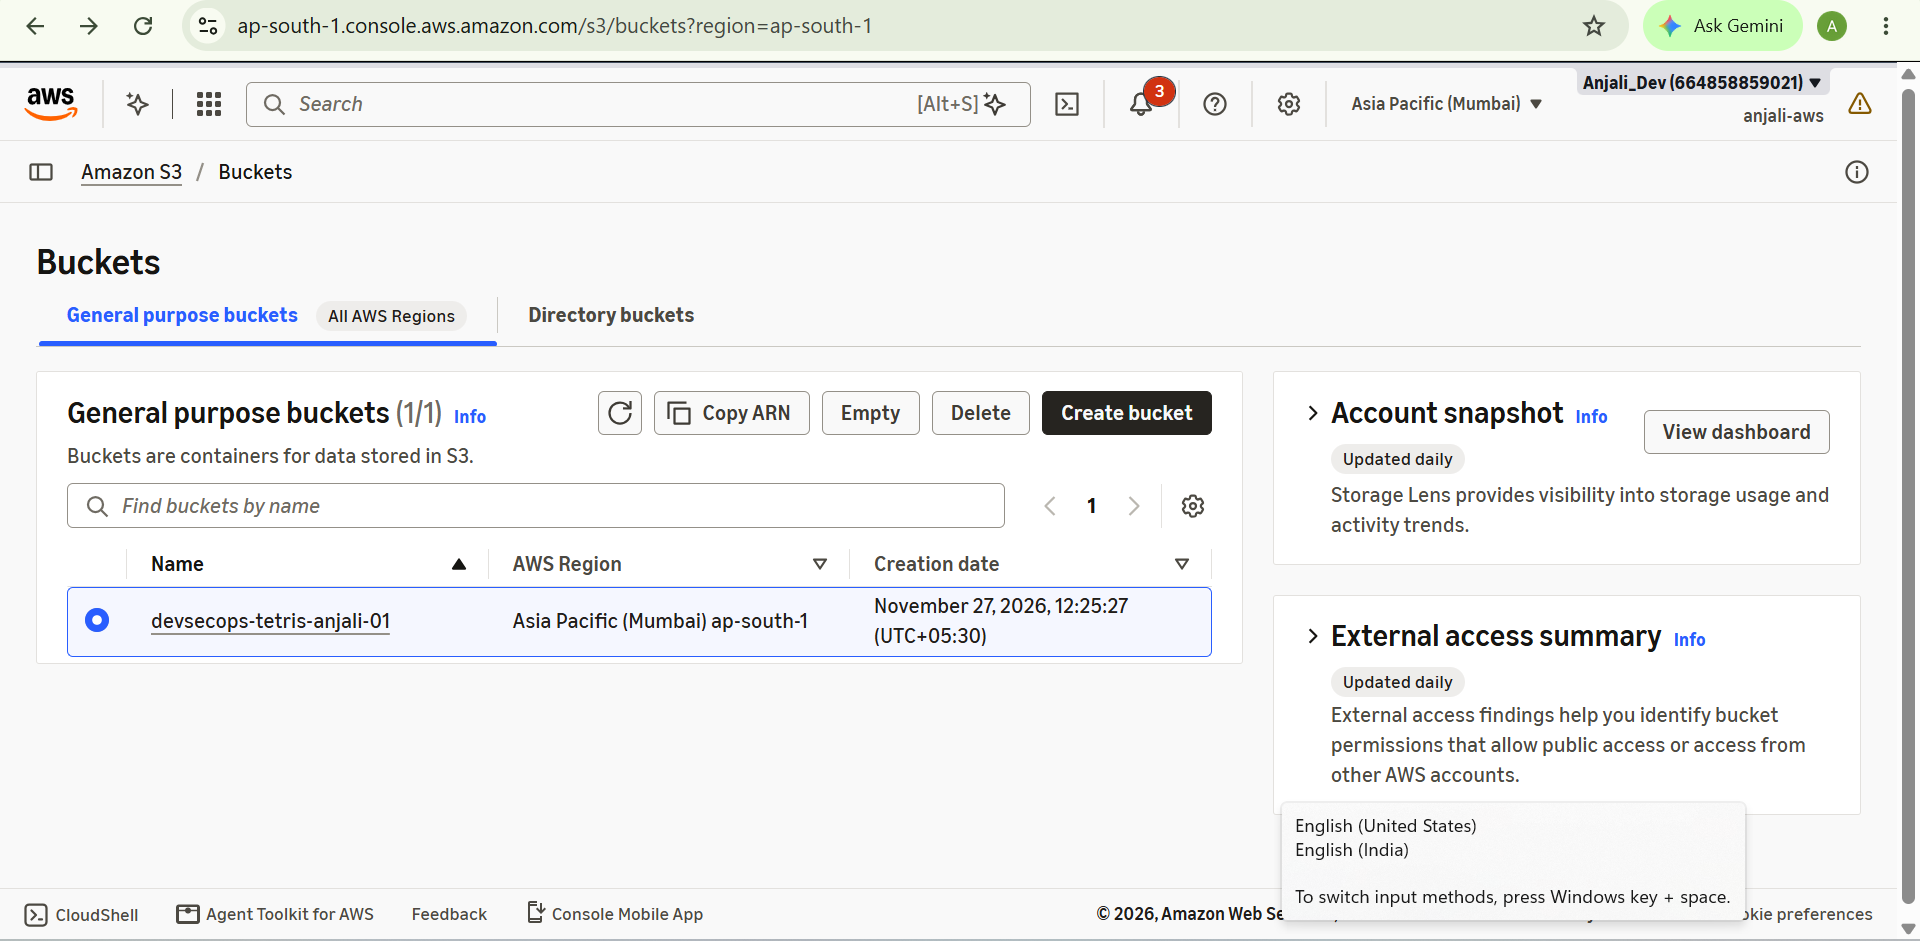 ap-south-1.console.aws.amazon.com/s3/buckets?region=ap-south-1
Ask Gemini
A
aws
Search
[Alt+S]
3
Asia Pacific (Mumbai)
Anjali_Dev (664858859021)
anjali-aws
Amazon S3 / Buckets
Buckets
General purpose buckets
All AWS Regions
Directory buckets
General purpose buckets (1/1) Info
Copy ARN
Empty
Delete
Create bucket
Buckets are containers for data stored in S3.
Find buckets by name
1
Name
AWS Region
Creation date
devsecops-tetris-anjali-01
Asia Pacific (Mumbai) ap-south-1
November 27, 2026, 12:25:27
(UTC+05:30)
Account snapshot Info
View dashboard
Updated daily
Storage Lens provides visibility into storage usage and
activity trends.
External access summary Info
Updated daily
External access findings help you identify bucket
permissions that allow public access or access from
other AWS accounts.
English (United States)
English (India)
To switch input methods, press Windows key + space.
CloudShell
Agent Toolkit for AWS
Feedback
Console Mobile App
© 2026, Amazon Web
preferences